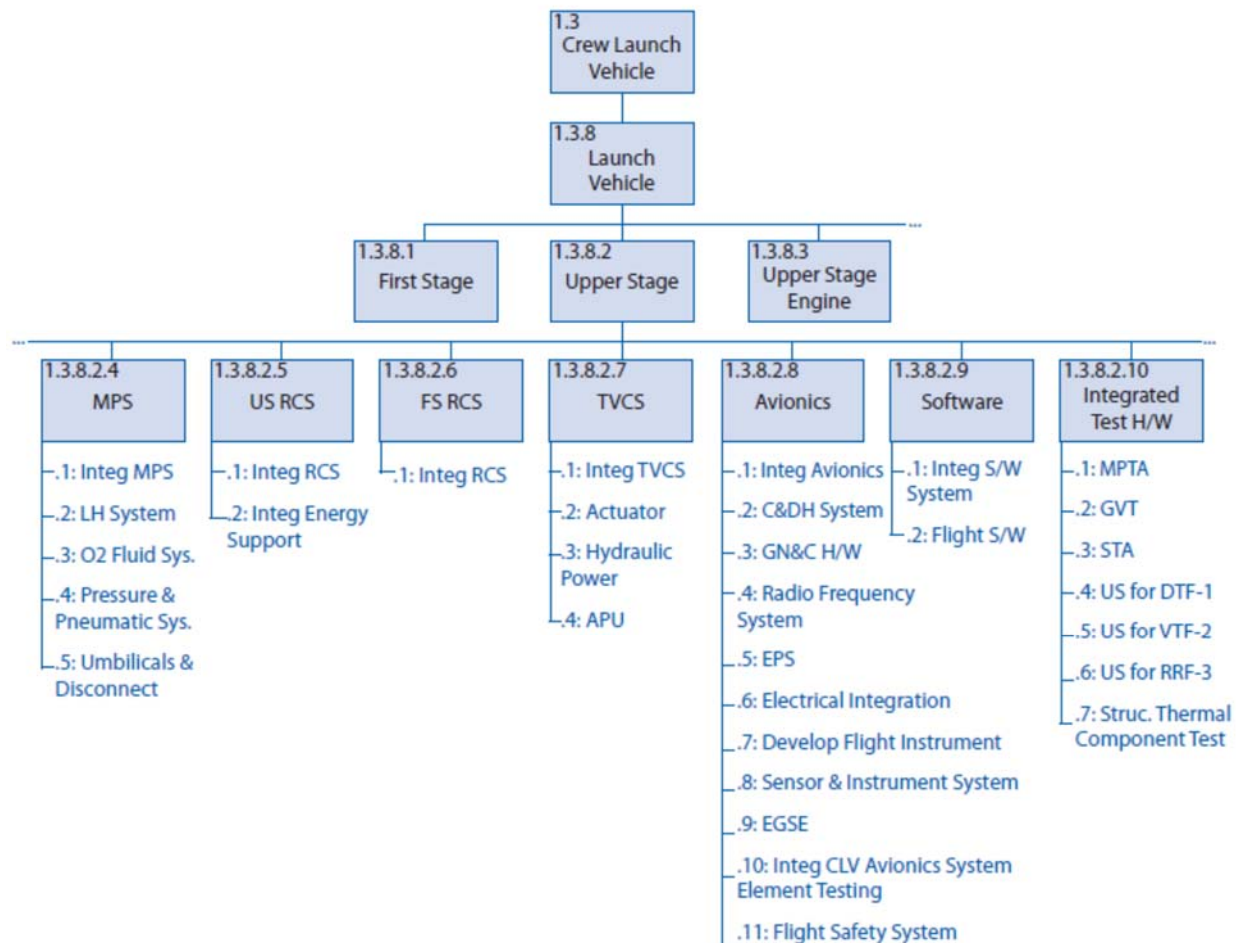 1.3
Crew Launch
Vehicle
1.3.8
Launch
Vehicle
...
1.3.8.1
First Stage
1.3.8.2
Upper Stage
1.3.8.3
Upper Stage
Engine
...
...
1.3.8.2.4
MPS
.1: Integ MPS
.2: LH System
.3: O2 Fluid Sys.
.4: Pressure &
Pneumatic Sys.
.5: Umbilicals &
Disconnect
1.3.8.2.5
US RCS
.1: Integ RCS
.2: Integ Energy
Support
1.3.8.2.6
FS RCS
.1: Integ RCS
1.3.8.2.7
TVCS
.1: Integ TVCS
.2: Actuator
.3: Hydraulic
Power
.4: APU
1.3.8.2.8
Avionics
.1: Integ Avionics
.2: C&DH System
.3: GN&C H/W
.4: Radio Frequency
System
.5: EPS
.6: Electrical Integration
.7: Develop Flight Instrument
.8: Sensor & Instrument System
.9: EGSE
.10: Integ CLV Avionics System
Element Testing
.11: Flight Safety System
1.3.8.2.9
Software
.1: Integ S/W
System
.2: Flight S/W
1.3.8.2.10
Integrated
Test H/W
.1: MPTA
.2: GVT
.3: STA
.4: US for DTF-1
.5: US for VTF-2
.6: US for RRF-3
.7: Struc. Thermal
Component Test